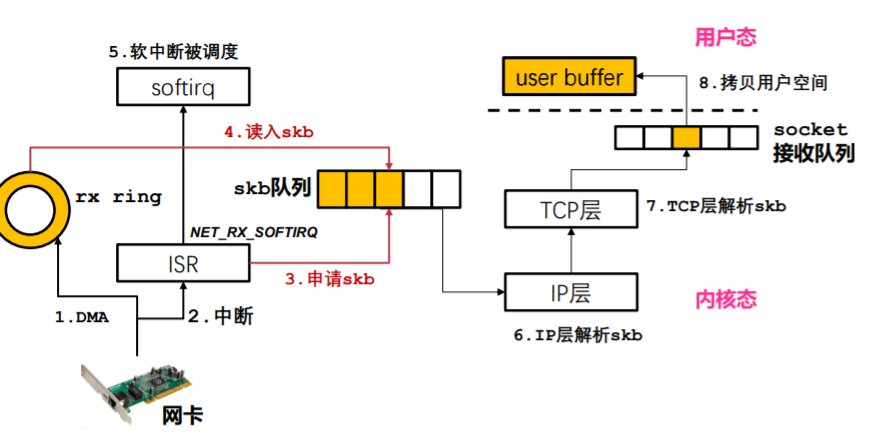 用户态
5.软中断被调度
softirq
user buffer
8.拷贝用户空间
4.读入skb
socket
接收队列
skb队列
rx ring
TCP层
7.TCP层解析skb
NET_RX_SOFTIRQ
ISR
3.申请skb
IP层
内核态
1.DMA
2.中断
6.IP层解析skb
网卡